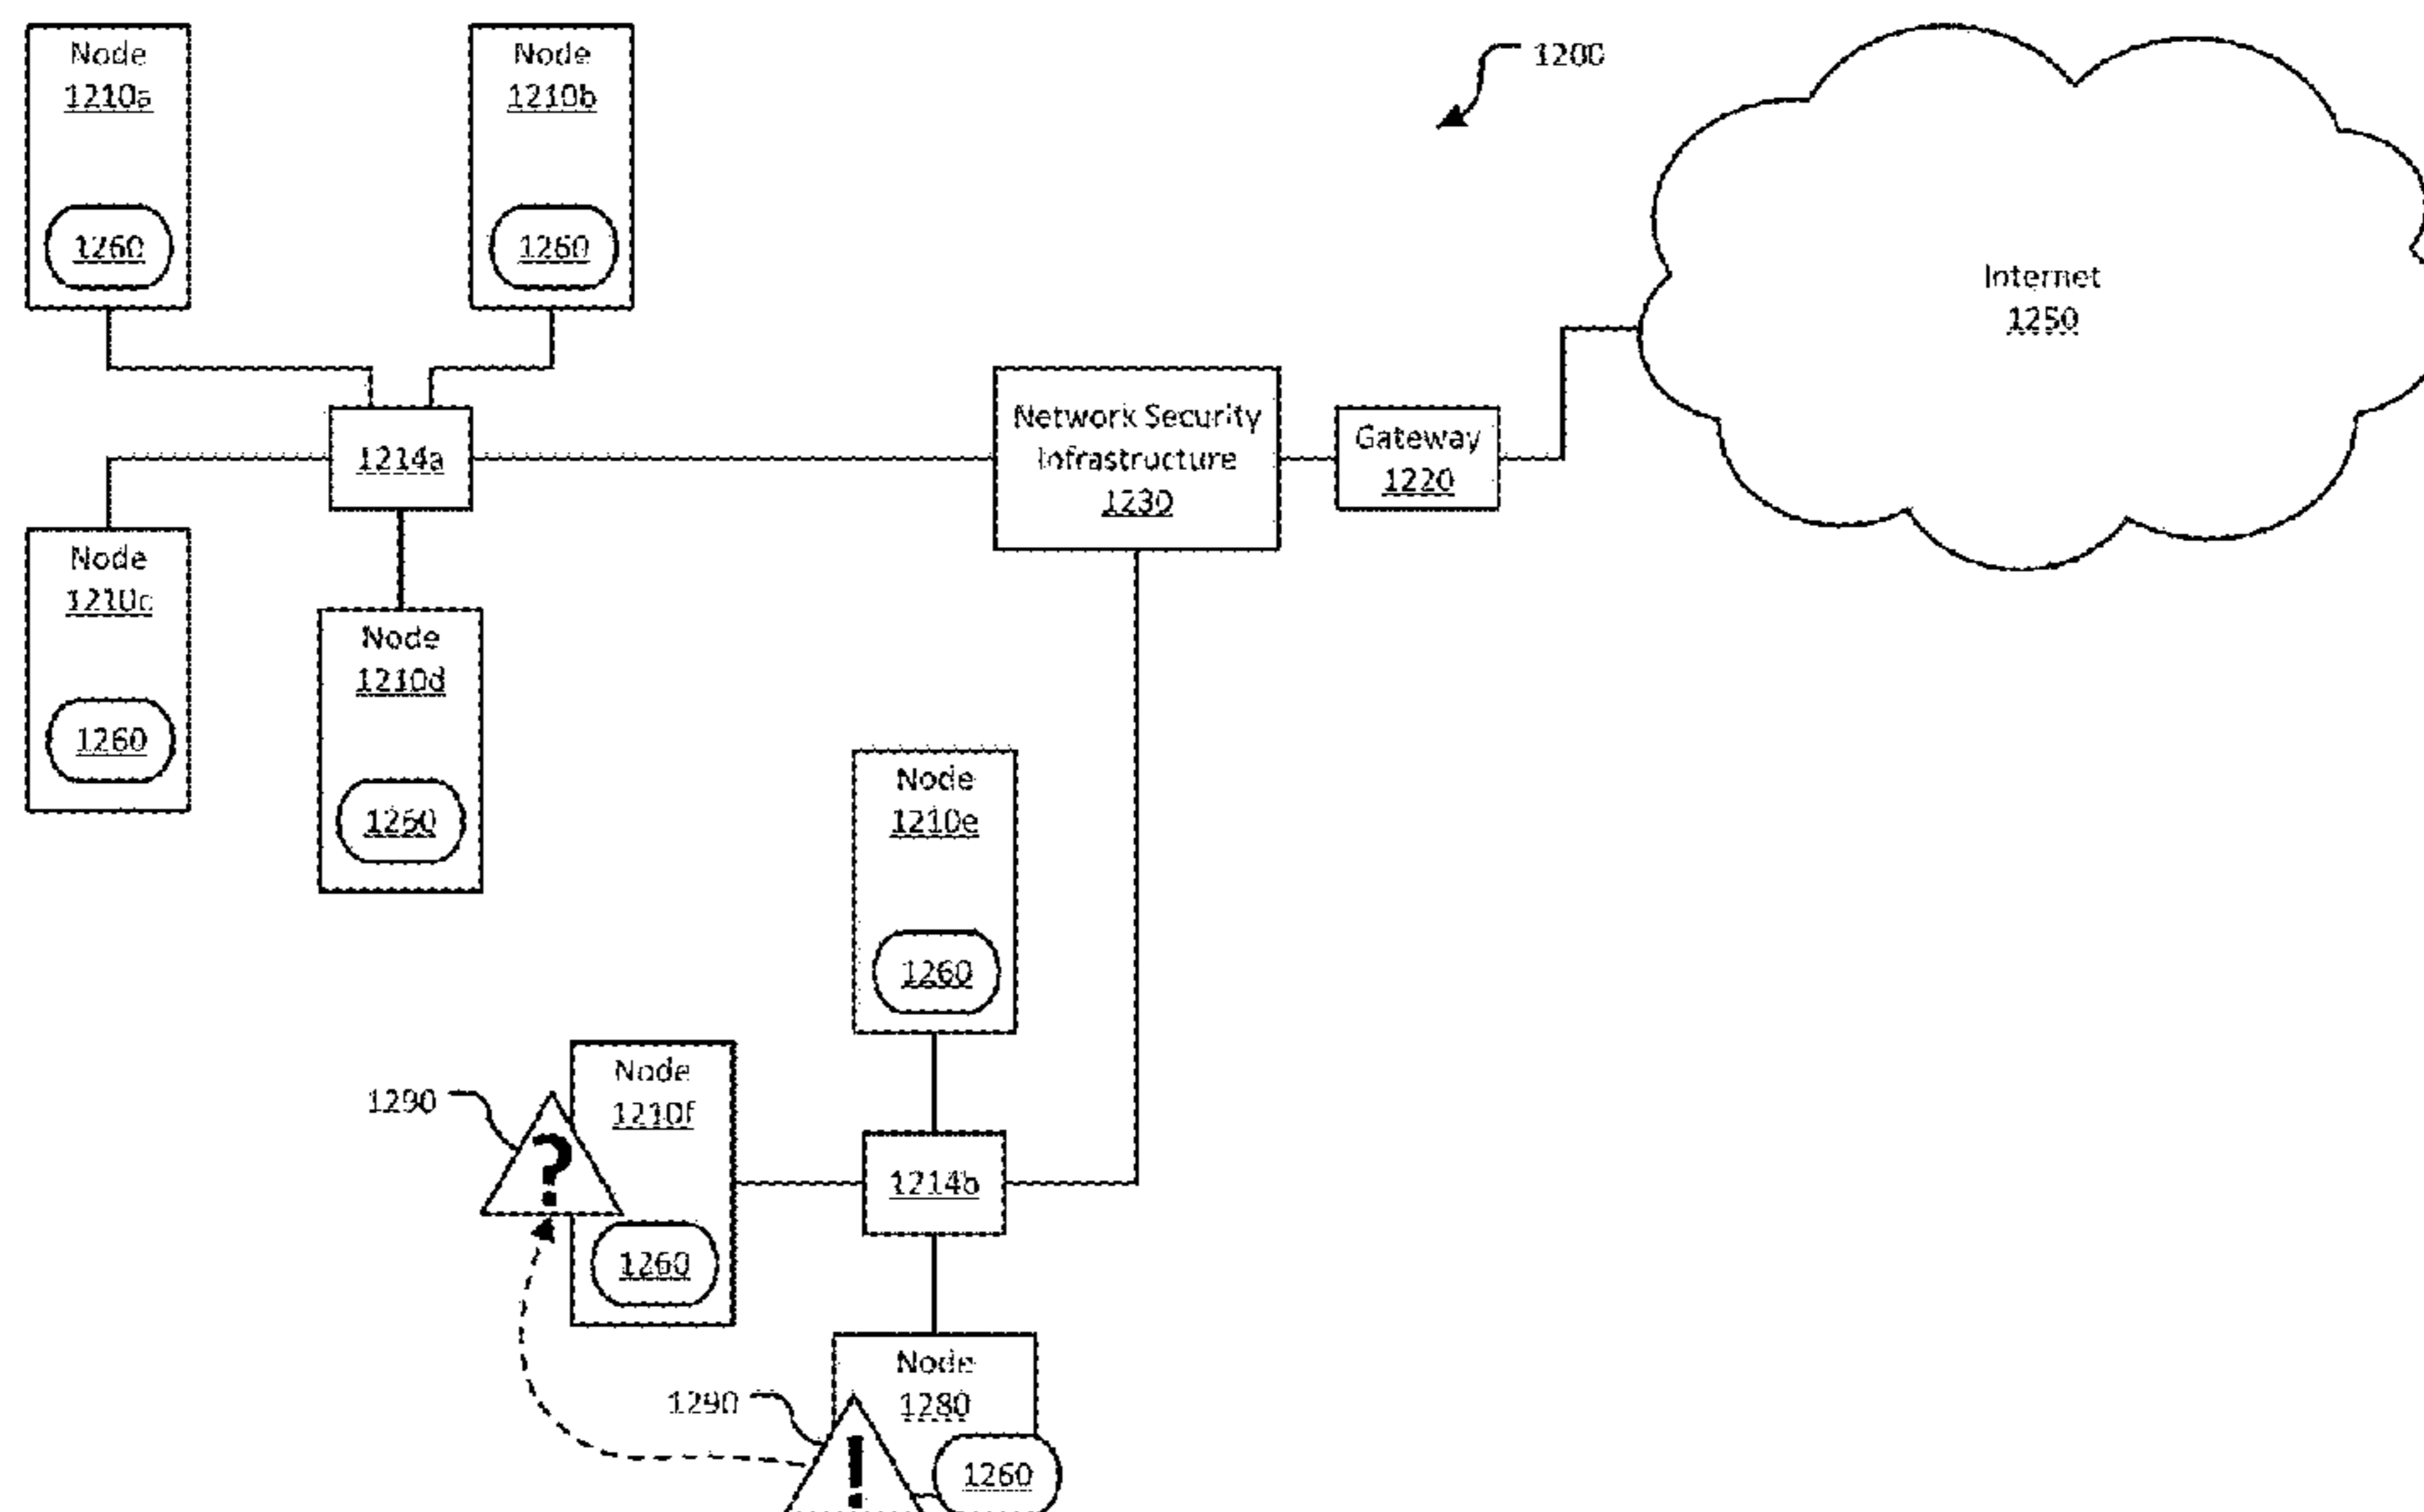 Node
1210a
1260
Node
1210b
1260
1200
Internet
1250
1214a
Network Security
Infrastructure
1230
Gateway
1220
Node
1210c
1260
Node
1210d
1260
Node
1210e
1260
1290
?
Node
1210f
1260
1214b
1290
!
Node
1280
1260